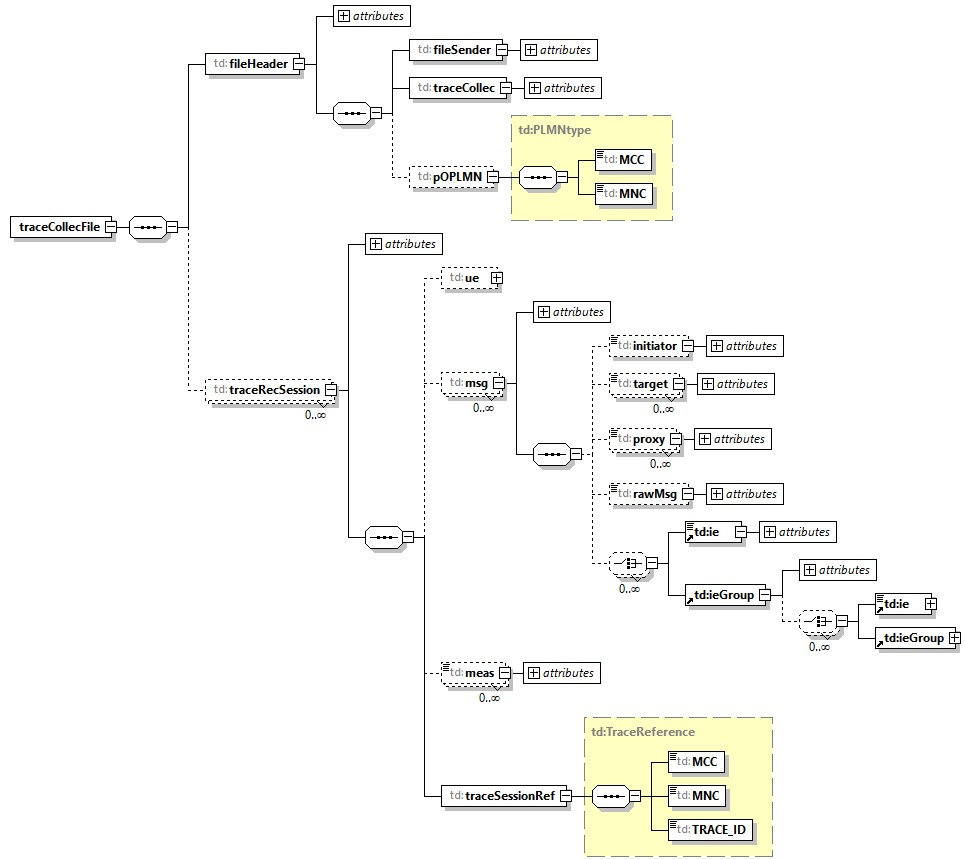 attributes
td:fileSender
attributes
td:fileHeader
td:traceCollec
attributes
td:PLMNtype
td:MCC
td:pOPLMN
td:MNC
traceCollecFile
attributes
td:ue
attributes
td:initiator
attributes
td:traceRecSession
0..∞
td:msg
0..∞
td:target
attributes
0..∞
td:proxy
attributes
0..∞
td:rawMsg
attributes
td:ie
attributes
0..∞
td:ieGroup
attributes
td:ie
0..∞
td:ieGroup
td:meas
attributes
0..∞
td:TraceReference
td:MCC
td:traceSessionRef
td:MNC
td:TRACE_ID